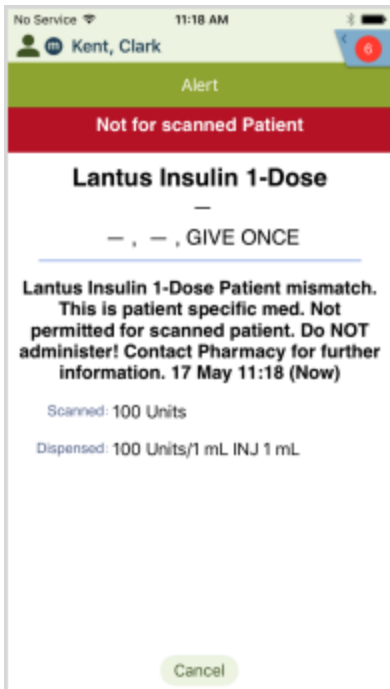 No Service 11:18 AM
m Kent, Clark 6
Alert
Not for scanned Patient
Lantus Insulin 1-Dose
—
— , — , GIVE ONCE
Lantus Insulin 1-Dose Patient mismatch.
This is patient specific med. Not
permitted for scanned patient. Do NOT
administer! Contact Pharmacy for further
information. 17 May 11:18 (Now)
Scanned: 100 Units
Dispensed: 100 Units/1 mL INJ 1 mL
Cancel